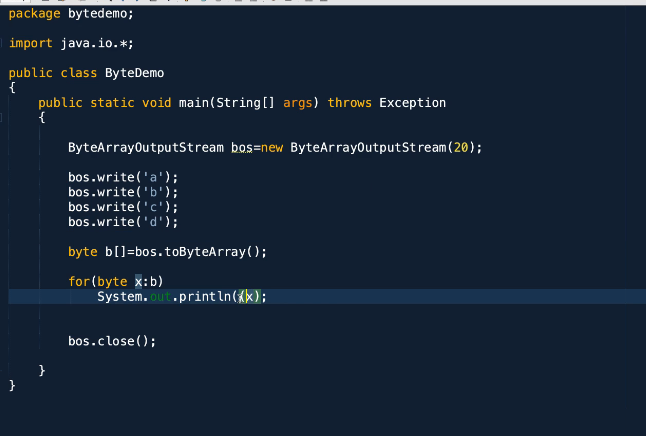 package bytedemo;
import java.io.*;
public class ByteDemo
{
public static void main(String[] args) throws Exception
{
ByteArrayOutputStream bos=new ByteArrayOutputStream(20);
bos.write('a');
bos.write('b');
bos.write('c');
bos.write('d');
byte b[]=bos.toByteArray();
for(byte x:b)
System.out.println((x);
bos.close();
}
}